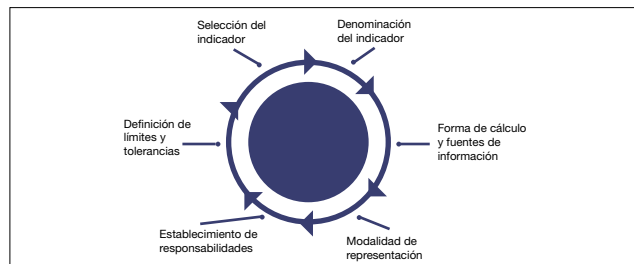 Selección del
indicador
Denominación
del indicador
Forma de cálculo
y fuentes de
información
Modalidad de
representación
Establecimiento de
responsabilidades
Definición de
límites y
tolerancias